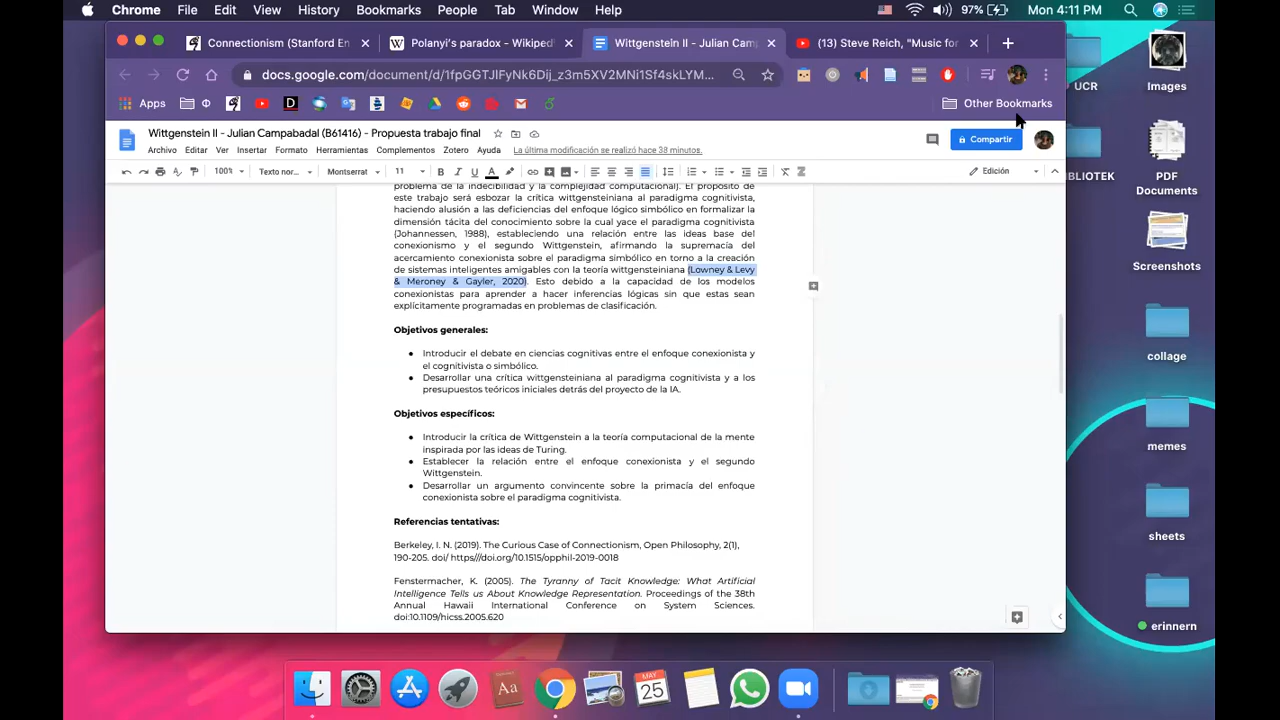 Chrome File Edit View History Bookmarks People Tab Window Help 97% Mon 4:11 PM
Connectionism (Stanford En
Polanyi's paradox - Wikiped
Wittgenstein II - Julian Cam
(13) Steve Reich, "Music for
docs.google.com/document/d/1fpGGTJlFyNk6Dij_z3m5XV2MNi1Sf4skLYM...
Apps
Φ
Other Bookmarks
Wittgenstein II - Julian Campabadal (B61416) - Propuesta trabajo final
Compartir
Archivo Editar Ver Insertar Formato Herramientas Complementos Zotero Ayuda La última modificación se realizó hace 38 minutos.
100% Texto nor... Montserrat 11 B I U A Edición
problema de la indecibilidad y la complejidad computacional). El propósito de
este trabajo será esbozar la crítica wittgensteiniana al paradigma cognitivista,
haciendo alusión a las deficiencias del enfoque lógico simbólico en formalizar la
dimensión tácita del conocimiento sobre la cual yace el paradigma cognitivista
(Johannessen, 1988), estableciendo una relación entre las ideas base del
conexionismo y el segundo Wittgenstein, afirmando la supremacía del
acercamiento conexionista sobre el paradigma simbólico en torno a la creación
de sistemas inteligentes amigables con la teoría wittgensteiniana (Lowney & Levy
& Meroney & Gayler, 2020). Esto debido a la capacidad de los modelos
conexionistas para aprender a hacer inferencias lógicas sin que estas sean
explícitamente programadas en problemas de clasificación.
Objetivos generales:
● Introducir el debate en ciencias cognitivas entre el enfoque conexionista y
el cognitivista o simbólico.
● Desarrollar una crítica wittgensteiniana al paradigma cognitivista y a los
presupuestos teóricos iniciales detrás del proyecto de la IA.
Objetivos específicos:
● Introducir la crítica de Wittgenstein a la teoría computacional de la mente
inspirada por las ideas de Turing.
● Establecer la relación entre el enfoque conexionista y el segundo
Wittgenstein.
● Desarrollar un argumento convincente sobre la primacía del enfoque
conexionista sobre el paradigma cognitivista.
Referencias tentativas:
Berkeley, I. N. (2019). The Curious Case of Connectionism, Open Philosophy, 2(1),
190-205. doi/ https///doi.org/10.1515/opphil-2019-0018
Fenstermacher, K. (2005). The Tyranny of Tacit Knowledge: What Artificial
Intelligence Tells us About Knowledge Representation. Proceedings of the 38th
Annual Hawaii International Conference on System Sciences.
doi:10.1109/hicss.2005.620
UCR
Images
BIBLIOTEK
PDF
Documents
Screenshots
collage
memes
sheets
erinnern
Aa
MAY
25